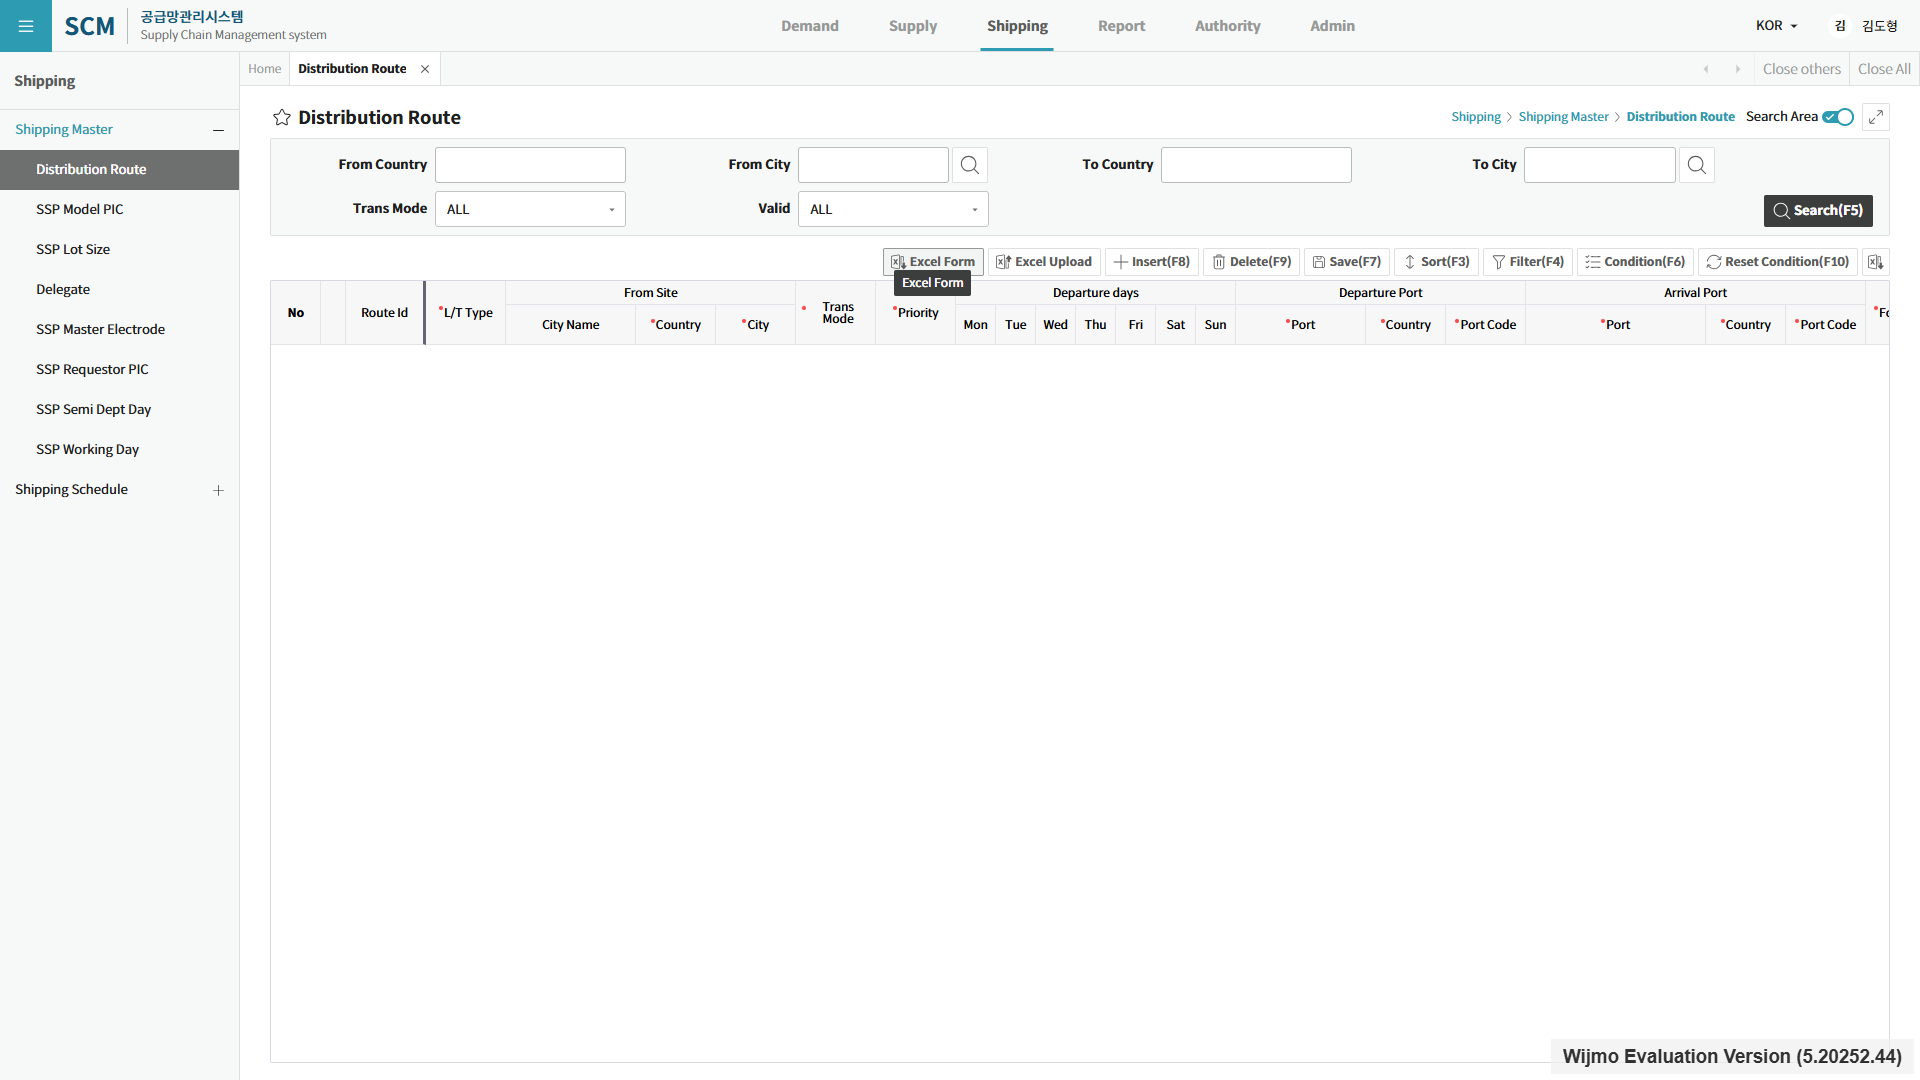 SCM
공급망관리시스템
Supply Chain Management system
Demand
Supply
Shipping
Report
Authority
Admin
KOR
김
김도형
Shipping
Home
Distribution Route
Close others
Close All
Shipping Master
Distribution Route
SSP Model PIC
SSP Lot Size
Delegate
SSP Master Electrode
SSP Requestor PIC
SSP Semi Dept Day
SSP Working Day
Shipping Schedule
Distribution Route
Shipping > Shipping Master > Distribution Route
Search Area
From Country
From City
To Country
To City
Trans Mode
ALL
Valid
ALL
Search(F5)
Excel Form
Excel Upload
Insert(F8)
Delete(F9)
Save(F7)
Sort(F3)
Filter(F4)
Condition(F6)
Reset Condition(F10)
Excel Form
No
Route Id
L/T Type
From Site
City Name
Country
City
Trans
Mode
Priority
Departure days
Mon
Tue
Wed
Thu
Fri
Sat
Sun
Departure Port
Port
Country
Port Code
Arrival Port
Port
Country
Port Code
Wijmo Evaluation Version (5.20252.44)